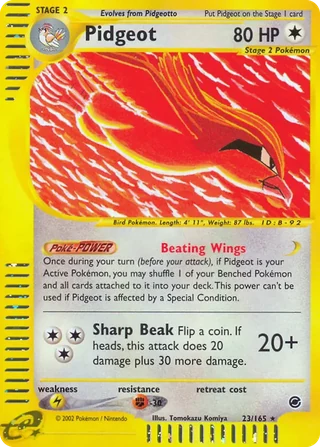 STAGE 2
Evolves from Pidgeotto
Put Pidgeot on the Stage 1 card
Pidgeot
80 HP
Stage 2 Pokémon
Bird Pokémon. Length: 4' 11", Weight: 87 lbs. ID: B-92
POKé-POWER
Beating Wings
Once during your turn (before your attack), if Pidgeot is your
Active Pokémon, you may shuffle 1 of your Benched Pokémon
and all cards attached to it into your deck. This power can't be
used if Pidgeot is affected by a Special Condition.
Sharp Beak Flip a coin. If
heads, this attack does 20
damage plus 30 more damage.
20+
weakness
resistance
retreat cost
-30
©2002 Pokémon / Nintendo
Illus. Tomokazu Komiya
23/165